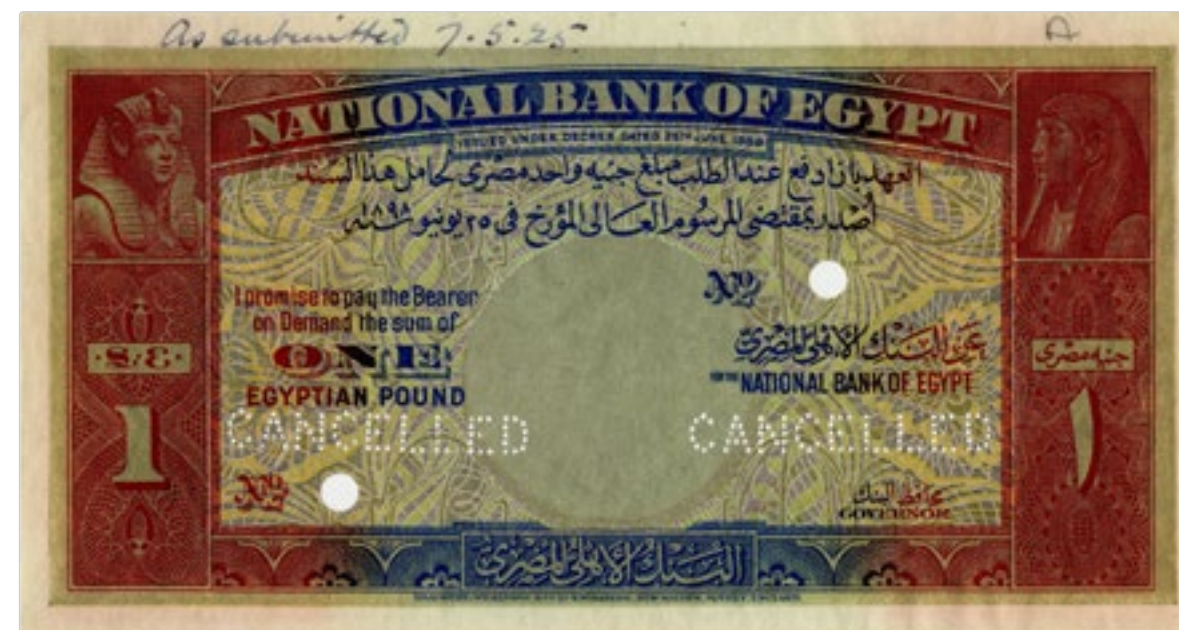 As submitted 7.5.25
A
NATIONAL BANK OF EGYPT
ISSUED UNDER DECREE DATED 25TH JUNE 1898
اتعهد بان ادفع عند الطلب مبلغ جنيه واحد مصرى لحامل هذا السند
أصدر بمقتضى المرسوم العالى المؤرخ فى ٢٥ يونيو سنة ١٨٩٨
I promise to pay the Bearer
on Demand the sum of
ONE
EGYPTIAN POUND
No
عن البنك الأهلى المصرى
FOR THE NATIONAL BANK OF EGYPT
جنيه مصرى
1
١
CANCELLED
CANCELLED
No
محافظ البنك
GOVERNOR
البنك الأهلى المصرى